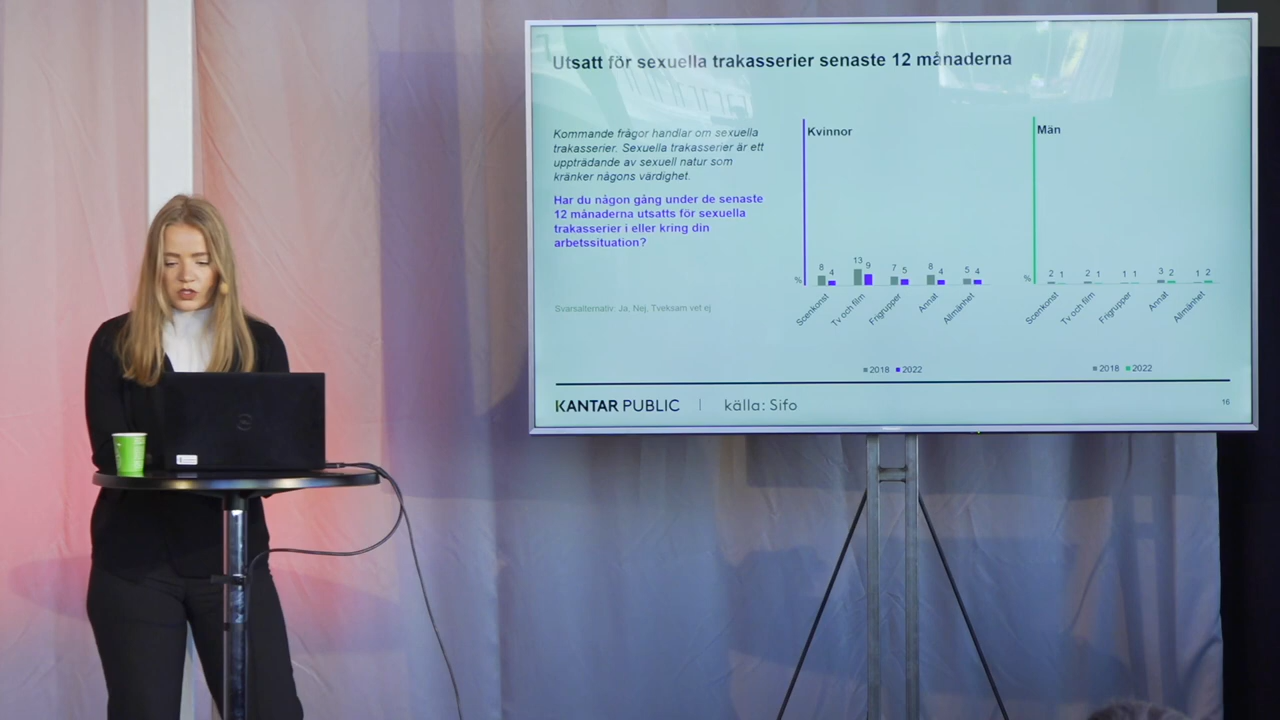 Utsatt för sexuella trakasserier senaste 12 månaderna
Kommande frågor handlar om sexuella
trakasserier. Sexuella trakasserier är ett
uppträdande av sexuell natur som
kränker någons värdighet.
Har du någon gång under de senaste
12 månaderna utsatts för sexuella
trakasserier i eller kring din
arbetssituation?
Svarsalternativ: Ja, Nej, Tveksam vet ej
Kvinnor
%
8 4 13 9 7 5 8 4 5 4
Scenkonst Tv och film Frigrupper Annat Allmänhet
2018 2022
Män
%
2 1 2 1 1 1 3 2 1 2
Scenkonst Tv och film Frigrupper Annat Allmänhet
2018 2022
KANTAR PUBLIC | källa: Sifo
16